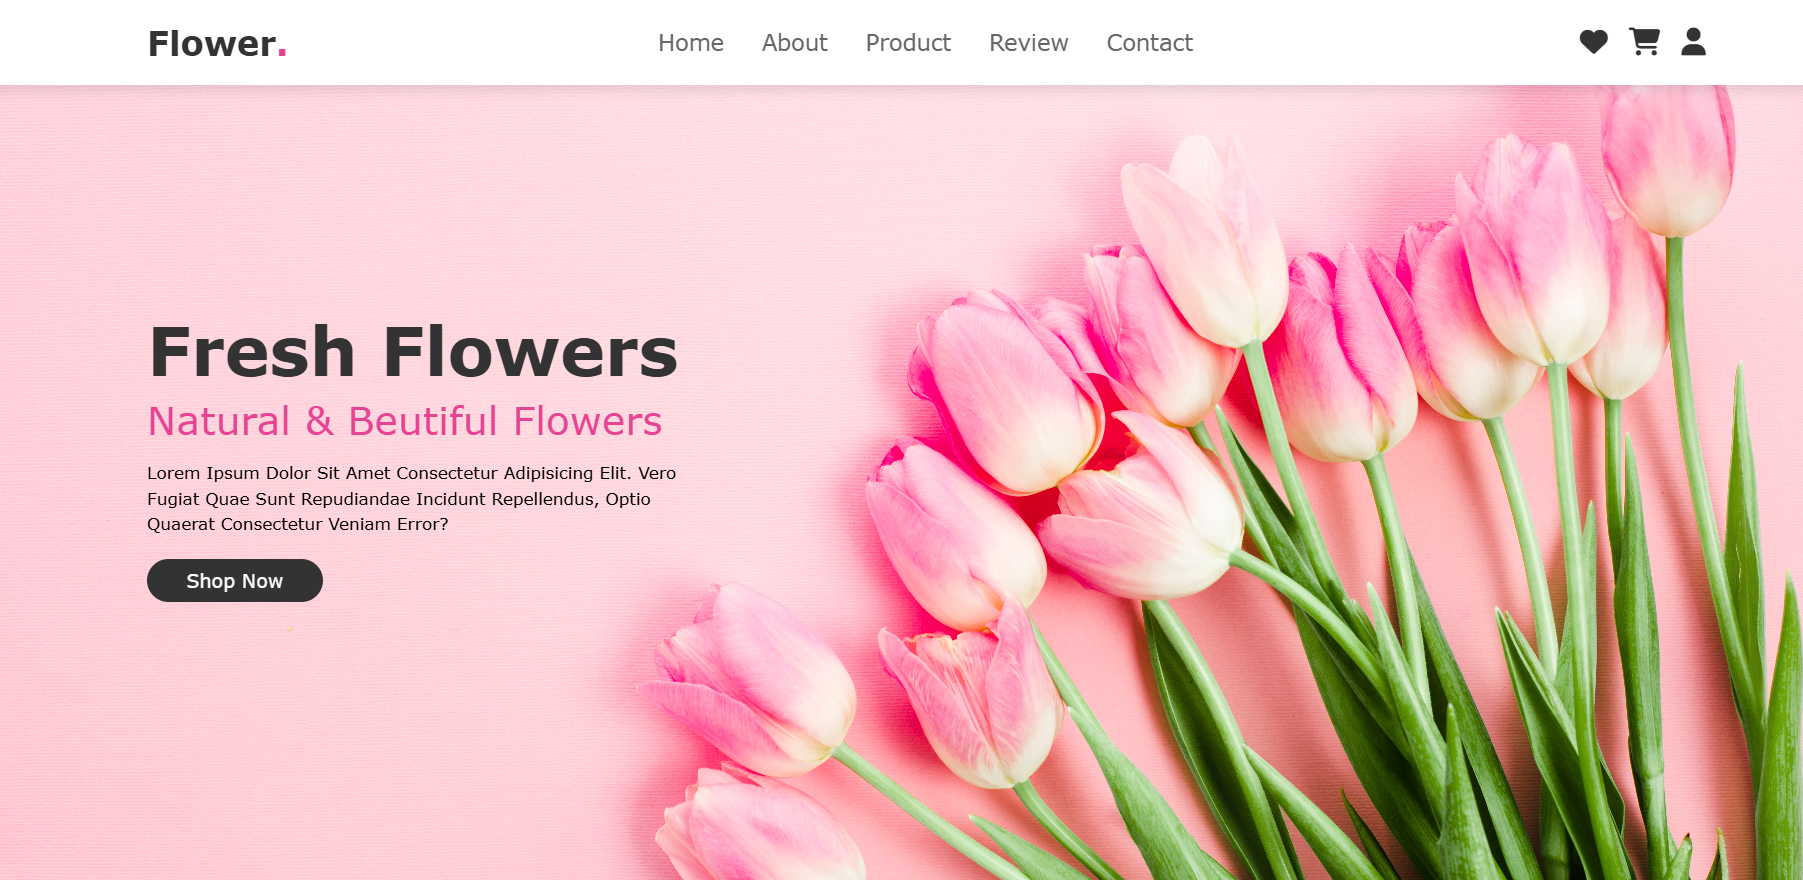 Flower.
Home About Product Review Contact
Fresh Flowers
Natural & Beutiful Flowers
Lorem Ipsum Dolor Sit Amet Consectetur Adipisicing Elit. Vero
Fugiat Quae Sunt Repudiandae Incidunt Repellendus, Optio
Quaerat Consectetur Veniam Error?
Shop Now